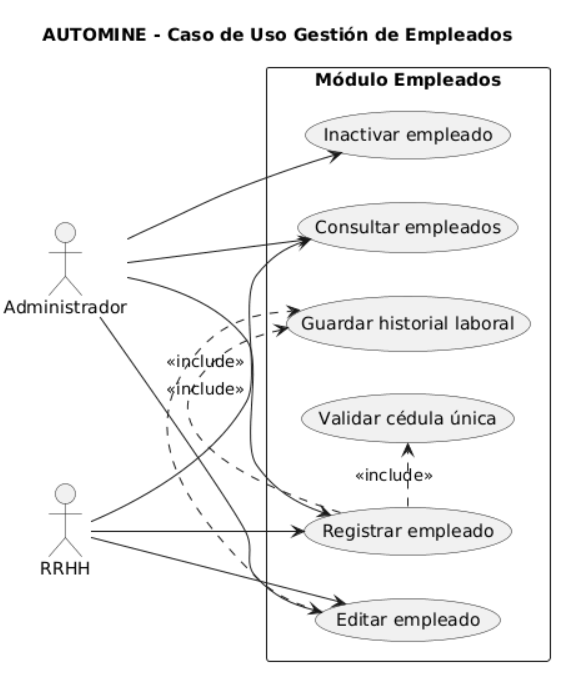 AUTOMINE - Caso de Uso Gestión de Empleados
Módulo Empleados
Inactivar empleado
Consultar empleados
Administrador
Guardar historial laboral
«include»
«include»
Validar cédula única
«include»
Registrar empleado
RRHH
Editar empleado